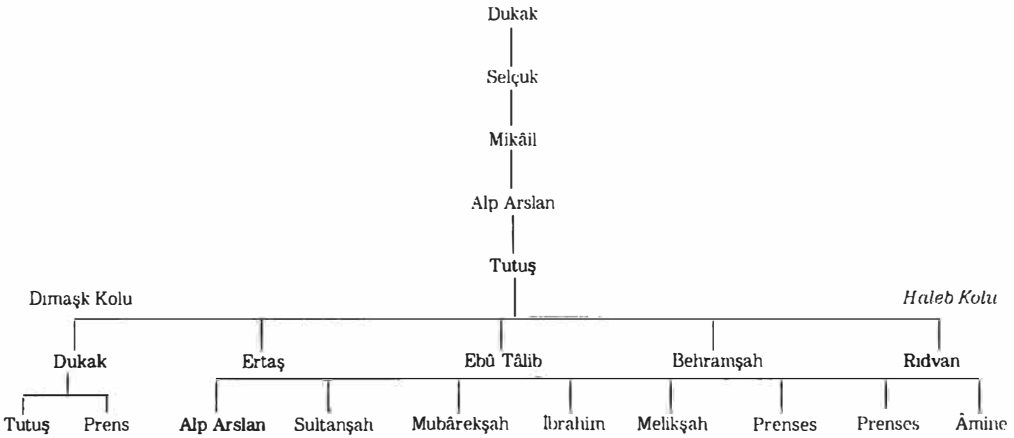 Dukak
Selçuk
Mikâil
Alp Arslan
Tutuş
Dımaşk Kolu Haleb Kolu
Dukak Ertaş Ebû Tâlib Behramşah Rıdvan
Tutuş Prens Alp Arslan Sultanşah Mubârekşah İbrahim Melikşah Prenses Prenses Âmine